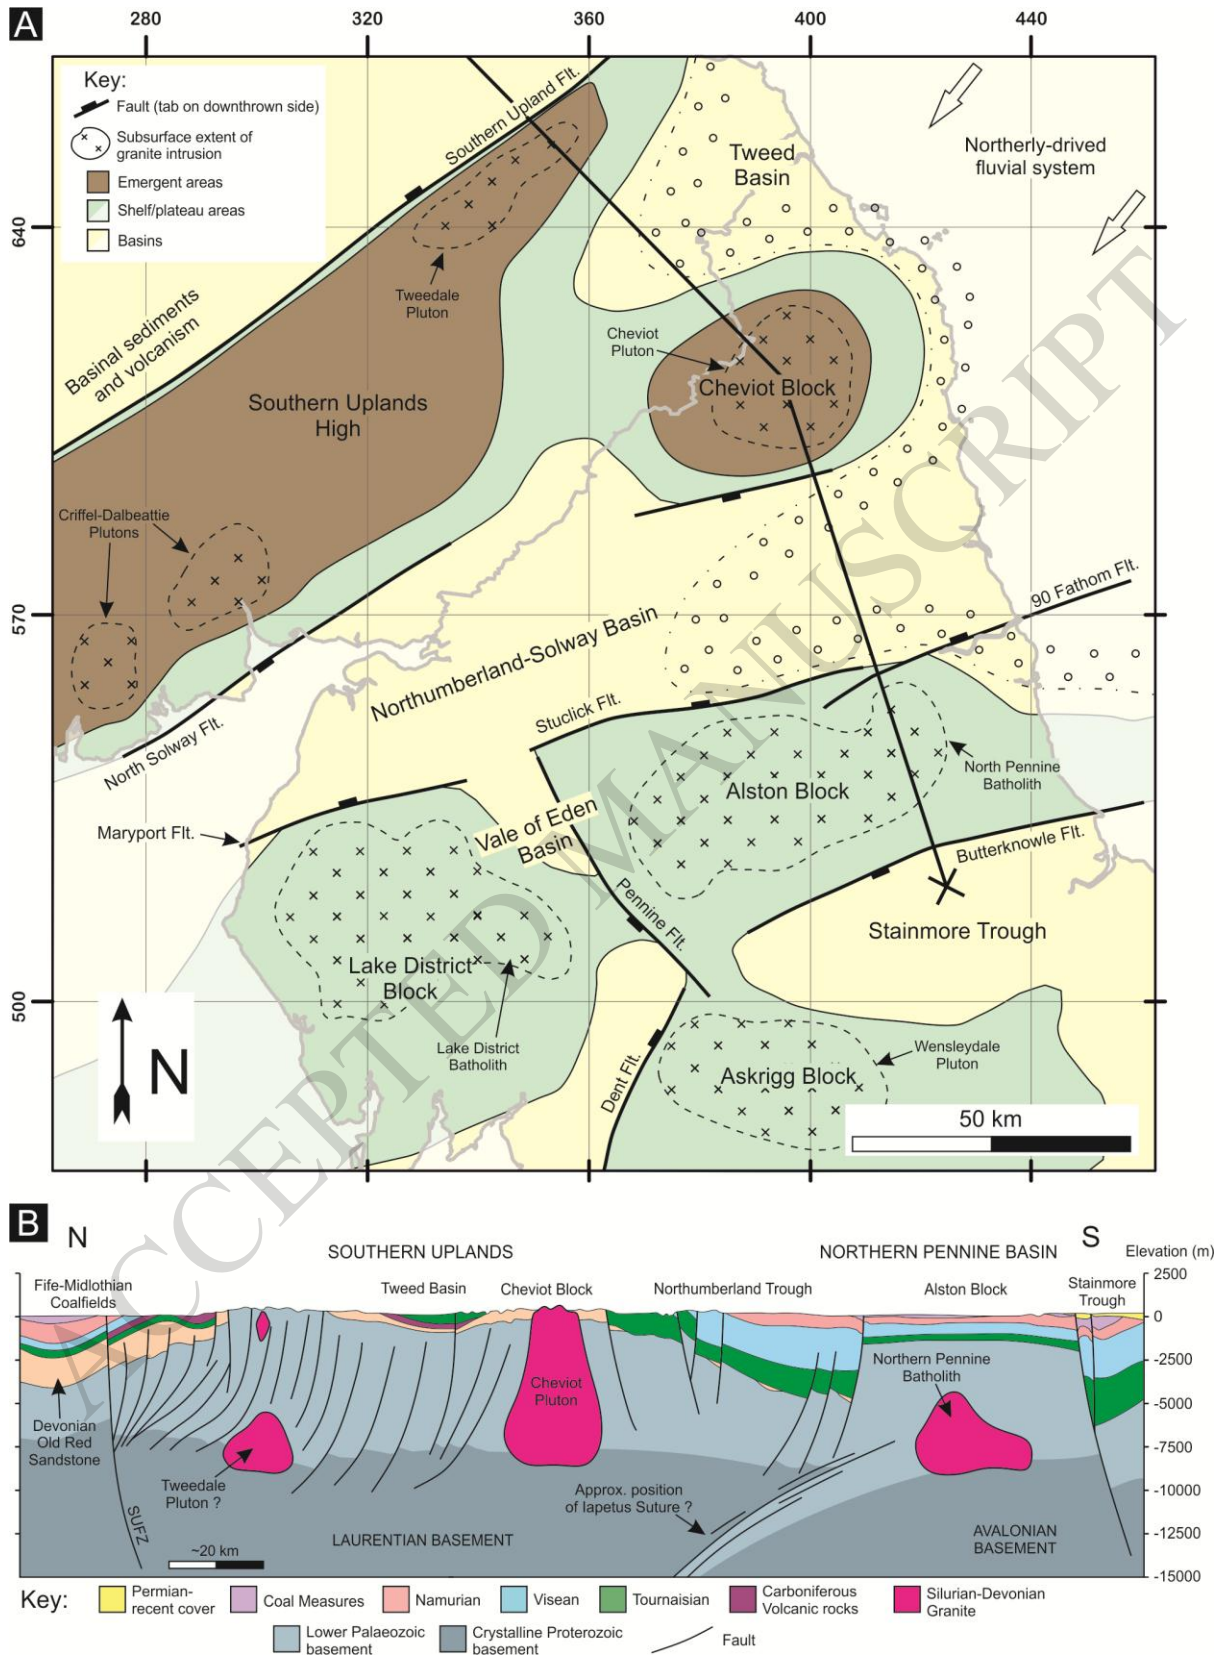 A
280 360 320 400 440
Key:
Fault (tab on downthrown side)
Subsurface extent of
granite intrusion
Emergent areas
Shelf/plateau areas
Basins
Southern Upland Flt.
Tweed
Basin
Northerly-drived
fluvial system
640
570
500
Tweedale
Pluton
Basinal sediments
and volcanism
Cheviot
Pluton
Cheviot Block
Southern Uplands
High
Criffel-Dalbeattie
Plutons
90 Fathom Flt.
Northumberland-Solway Basin
Stuclick Flt.
North Solway Flt.
North Pennine
Batholith
Alston Block
Maryport Flt.
Vale of Eden
Basin
Butterknowle Flt.
Pennine Flt.
Stainmore Trough
Lake District
Block
N
Lake District
Batholith
Dent Flt.
Wensleydale
Pluton
Askrigg Block
50 km
ACCEPTED MANUSCRIPT
B
N
SOUTHERN UPLANDS
NORTHERN PENNINE BASIN
S
Elevation (m)
Fife-Midlothian
Coalfields
Tweed Basin
Cheviot Block
Northumberland Trough
Alston Block
Stainmore
Trough
2500
0
-2500
-5000
-7500
-10000
-12500
-15000
Northern Pennine
Batholith
Cheviot
Pluton
Devonian
Old Red
Sandstone
Tweedale
Pluton ?
SUFZ
Approx. position
of Iapetus Suture ?
LAURENTIAN BASEMENT
AVALONIAN
BASEMENT
~20 km
Key:
Permian-
recent cover
Coal Measures
Namurian
Visean
Tournaisian
Carboniferous
Volcanic rocks
Silurian-Devonian
Granite
Lower Palaeozoic
basement
Crystalline Proterozoic
basement
Fault